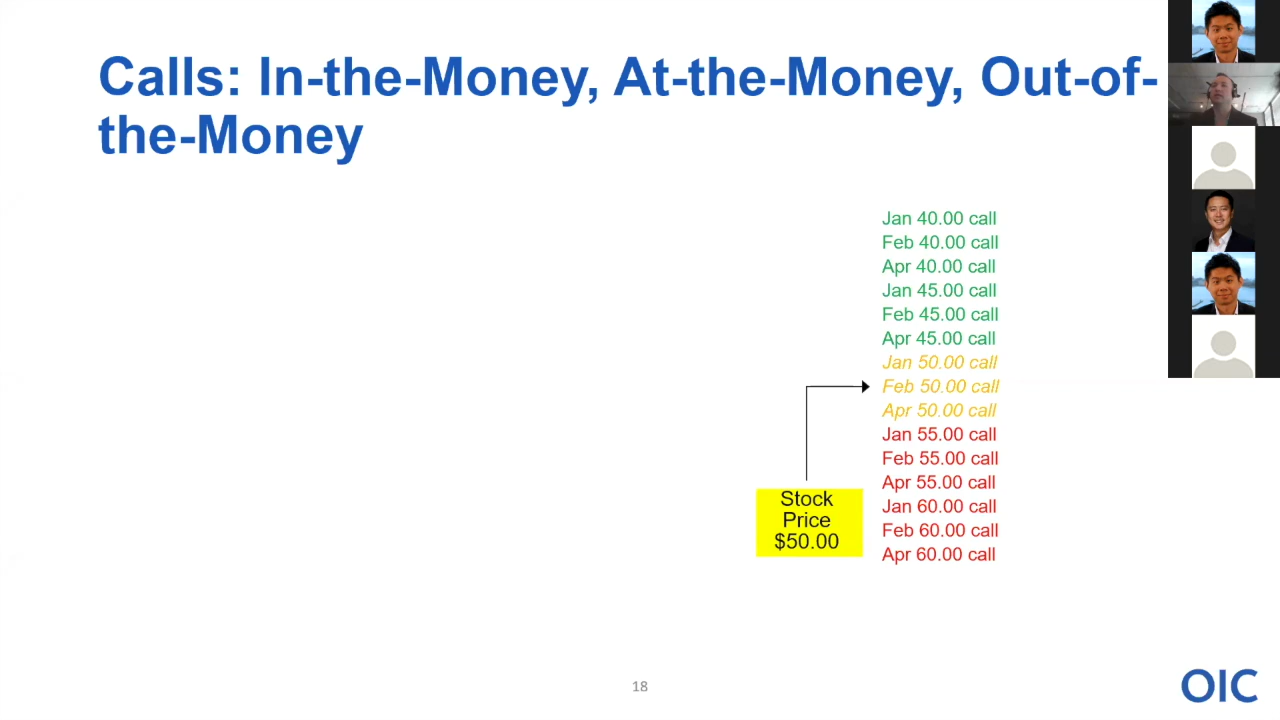 Calls: In-the-Money, At-the-Money, Out-of-
the-Money
Jan 40.00 call
Feb 40.00 call
Apr 40.00 call
Jan 45.00 call
Feb 45.00 call
Apr 45.00 call
Jan 50.00 call
Feb 50.00 call
Apr 50.00 call
Jan 55.00 call
Feb 55.00 call
Apr 55.00 call
Jan 60.00 call
Feb 60.00 call
Apr 60.00 call
Stock
Price
$50.00
18
OIC